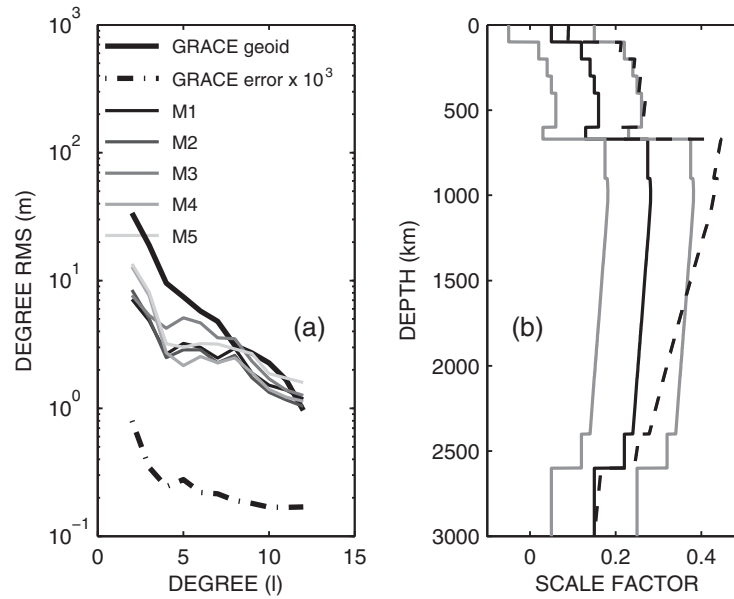 10³
10²
10¹
10⁰
10⁻¹
DEGREE RMS (m)
GRACE geoid
GRACE error x 10³
M1
M2
M3
M4
M5
(a)
0 5 10 15
DEGREE (l)
0
500
1000
1500
2000
2500
3000
DEPTH (km)
(b)
0 0.2 0.4
SCALE FACTOR